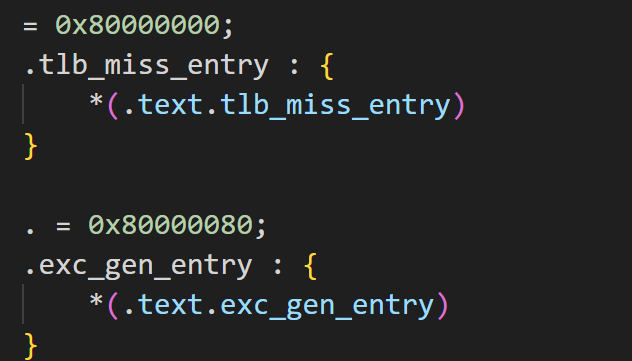 = 0x80000000;
.tlb_miss_entry : {
*(.text.tlb_miss_entry)
}
. = 0x80000080;
.exc_gen_entry : {
*(.text.exc_gen_entry)
}